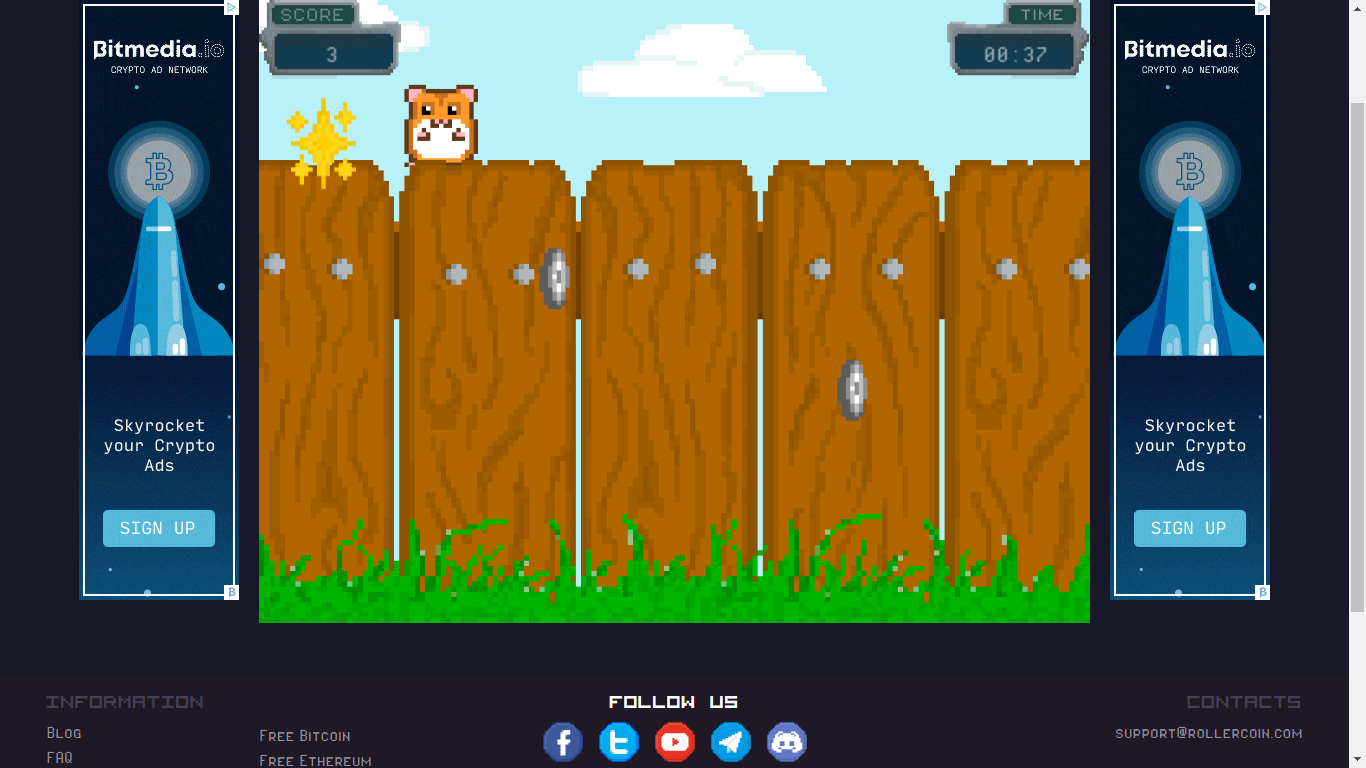 Bitmedia.io
CRYPTO AD NETWORK
Skyrocket
your Crypto
Ads
SIGN UP
SCORE
3
TIME
00:37
Bitmedia.io
CRYPTO AD NETWORK
Skyrocket
your Crypto
Ads
SIGN UP
INFORMATION
Blog
FAQ
Free Bitcoin
Free Ethereum
FOLLOW US
CONTACTS
support@rollercoin.com